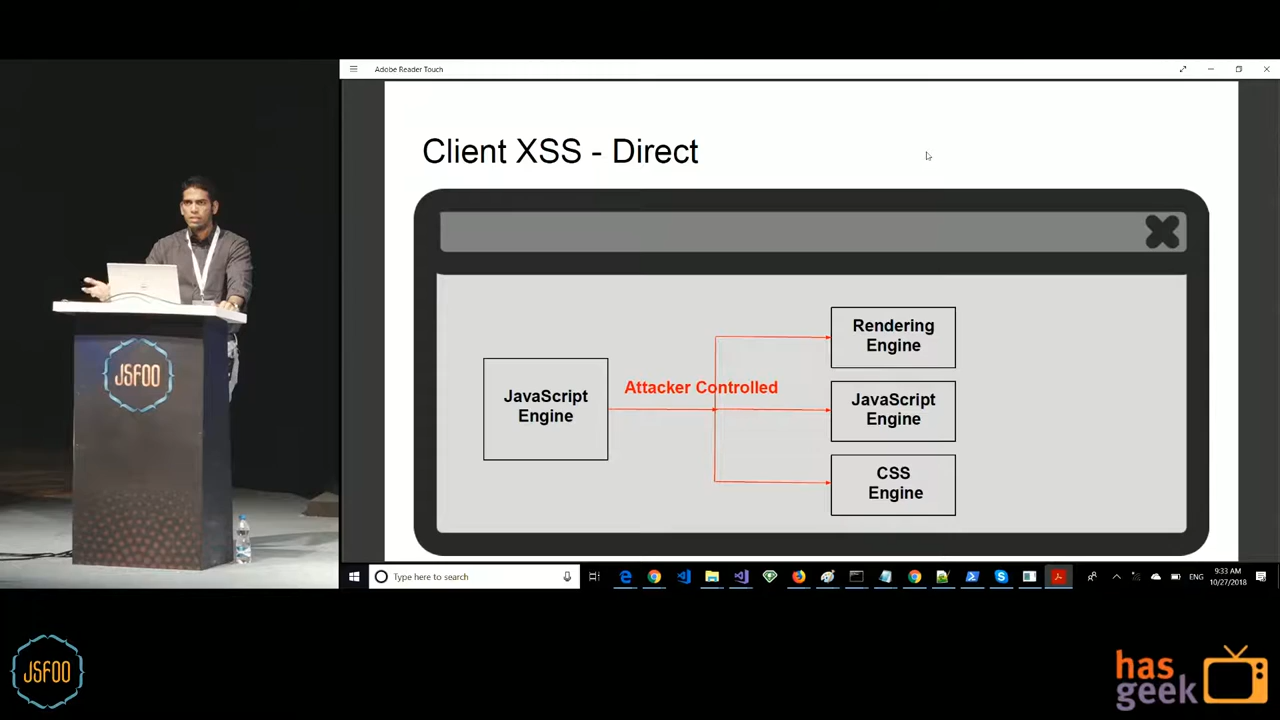 Adobe Reader Touch
Client XSS - Direct
JavaScript
Engine
Attacker Controlled
Rendering
Engine
JavaScript
Engine
CSS
Engine
JSFOO
Type here to search
ENG
9:33 AM
10/27/2018
JSFOO
has
geek